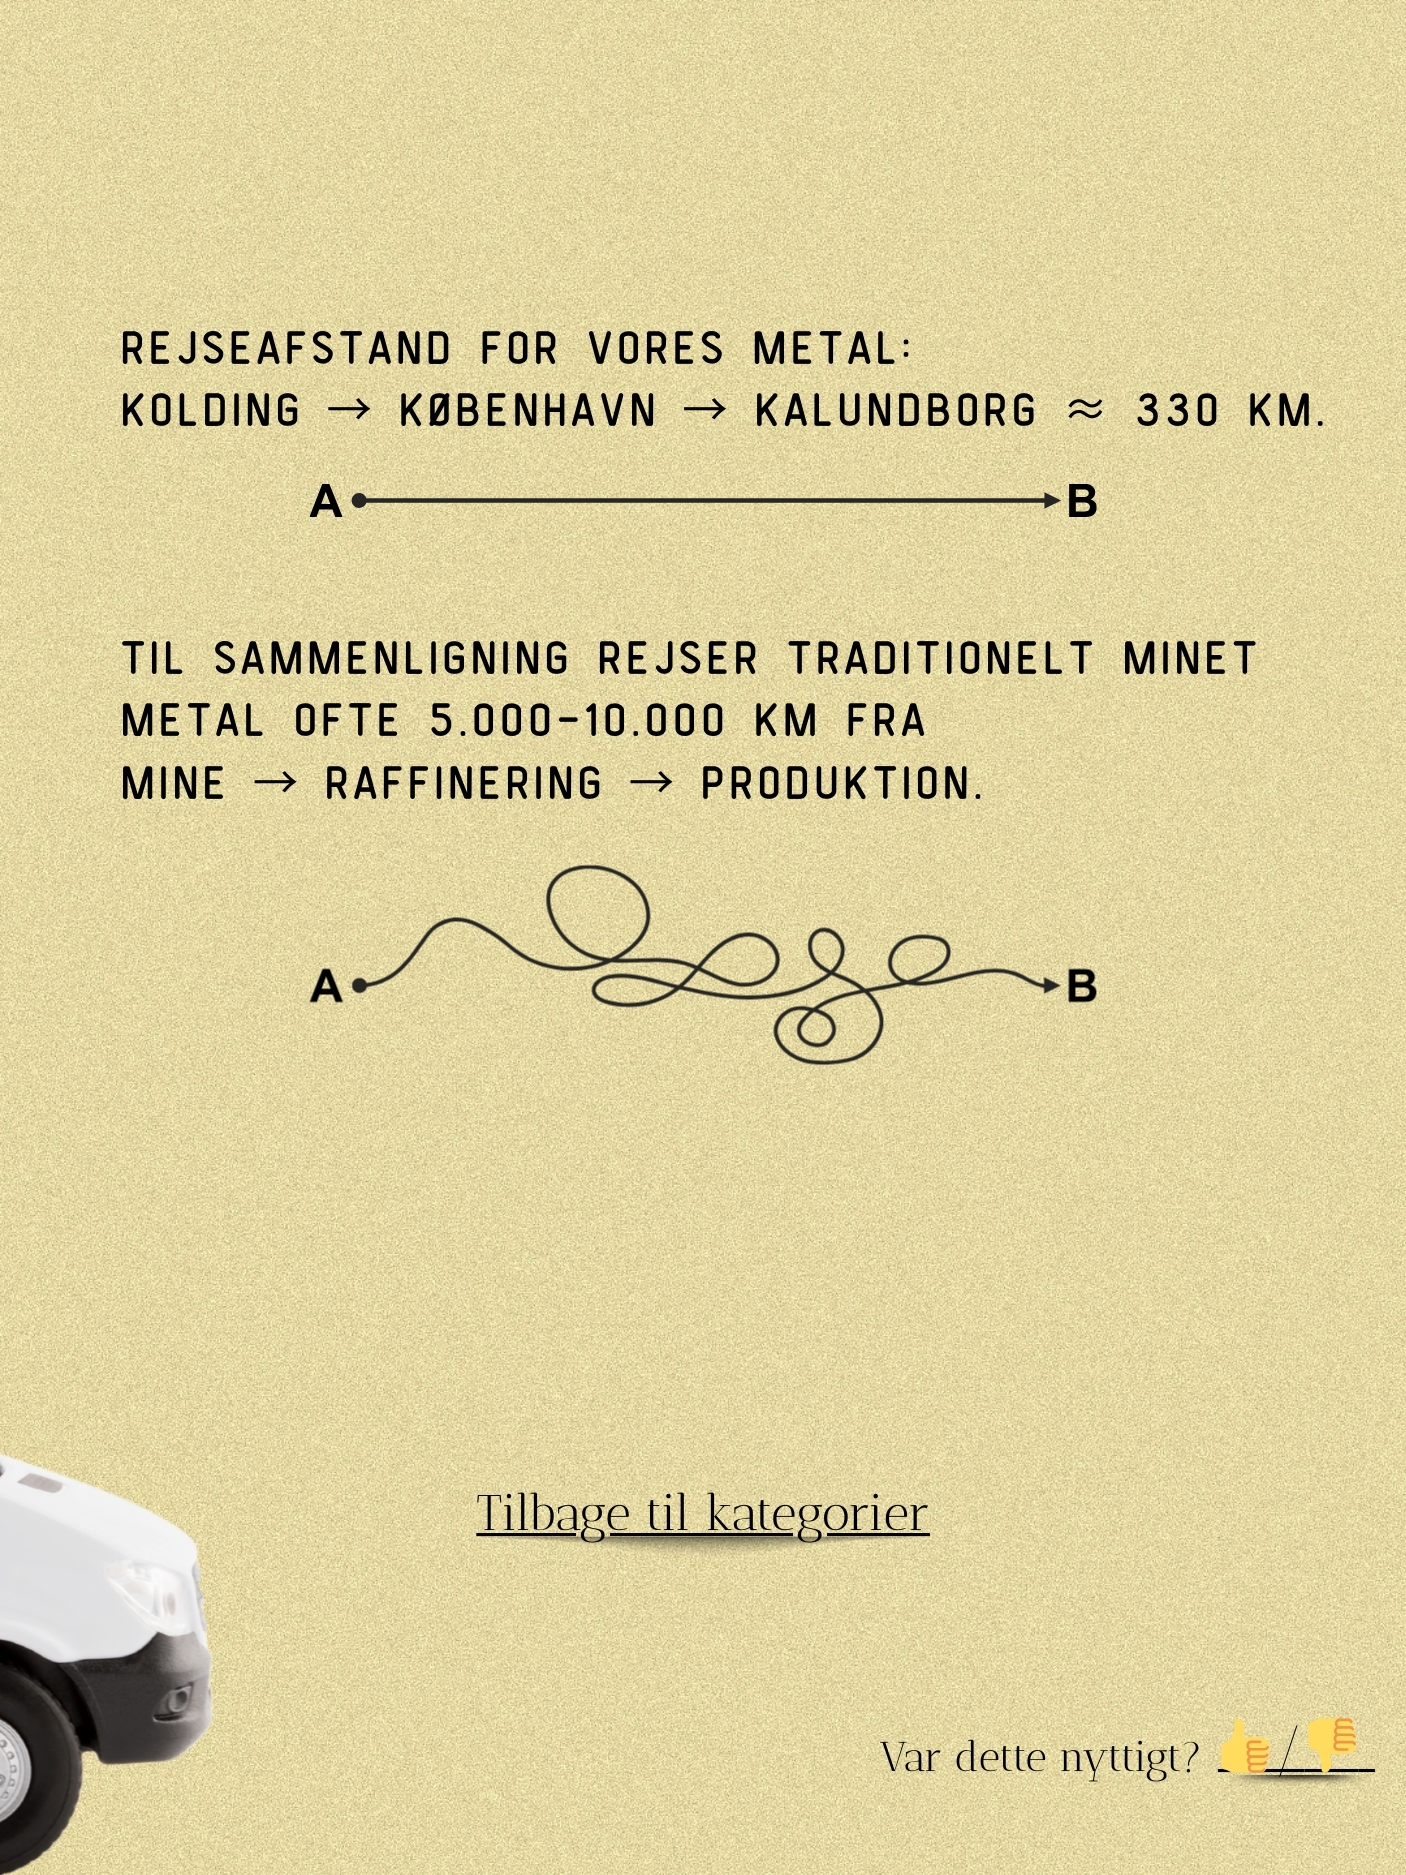 REJSEAFSTAND FOR VORES METAL:
KOLDING → KØBENHAVN → KALUNDBORG ≈ 330 KM.
A B
TIL SAMMENLIGNING REJSER TRADITIONELT MINET
METAL OFTE 5.000-10.000 KM FRA
MINE → RAFFINERING → PRODUKTION.
A B
Tilbage til kategorier
Var dette nyttigt? 👍/👎